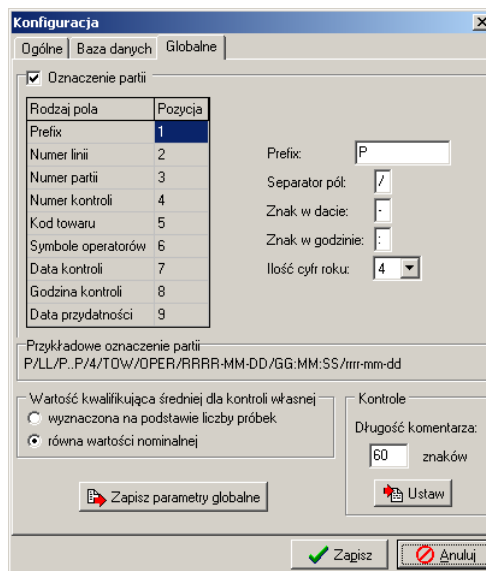 Konfiguracja
Ogólne Baza danych Globalne
Oznaczenie partii
Rodzaj pola Pozycja
Prefix 1
Numer linii 2
Numer partii 3
Numer kontroli 4
Kod towaru 5
Symbole operatorów 6
Data kontroli 7
Godzina kontroli 8
Data przydatności 9
Prefix: P
Separator pól: /
Znak w dacie: -
Znak w godzinie: :
Ilość cyfr roku: 4
Przykładowe oznaczenie partii
P/LL/P..P/4/TOW/OPER/RRRR-MM-DD/GG:MM:SS/rrrr-mm-dd
Wartość kwalifikująca średniej dla kontroli własnej
wyznaczona na podstawie liczby próbek
równa wartości nominalnej
Zapisz parametry globalne
Kontrole
Długość komentarza:
60 znaków
Ustaw
Zapisz Anuluj